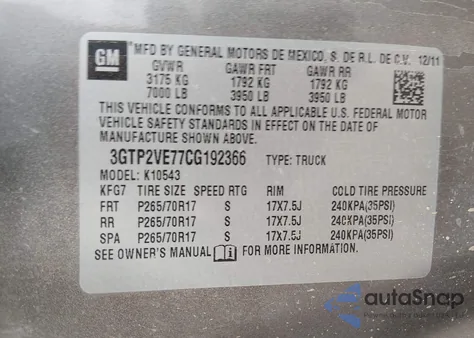 GM
MFD BY GENERAL MOTORS DE MEXICO, S. DE R.L. DE C.V. 12/11
GVWR GAWR FRT GAWR RR
3175 KG 1792 KG 1792 KG
7000 LB 3950 LB 3950 LB
THIS VEHICLE CONFORMS TO ALL APPLICABLE U.S. FEDERAL MOTOR
VEHICLE SAFETY STANDARDS IN EFFECT ON THE DATE OF
MANUFACTURE SHOWN ABOVE.
3GTP2VE77CG192366 TYPE: TRUCK
MODEL: K10543
KFG7 TIRE SIZE SPEED RTG RIM COLD TIRE PRESSURE
FRT P265/70R17 S 17X7.5J 240KPA(35PSI)
RR P265/70R17 S 17X7.5J 240KPA(35PSI)
SPA P265/70R17 S 17X7.5J 240KPA(35PSI)
SEE OWNER'S MANUAL FOR MORE INFORMATION.
autoSnap
Powered by